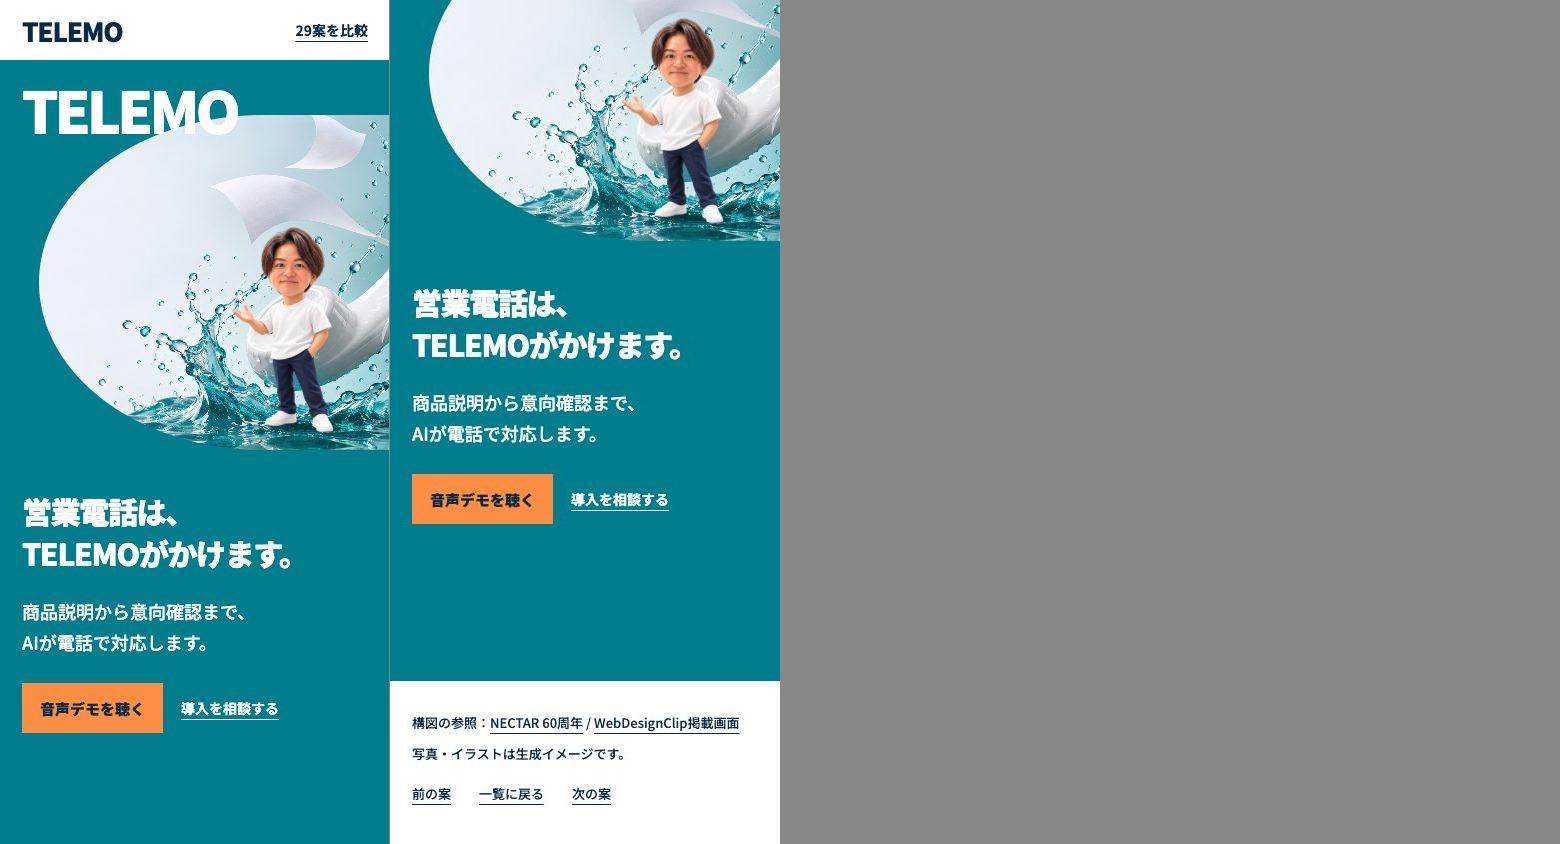 TELEMO
29案を比較
TELEMO
営業電話は、
TELEMOがかけます。
商品説明から意向確認まで、
AIが電話で対応します。
音声デモを聴く
導入を相談する
営業電話は、
TELEMOがかけます。
商品説明から意向確認まで、
AIが電話で対応します。
音声デモを聴く
導入を相談する
構図の参照：NECTAR 60周年 / WebDesignClip掲載画面
写真・イラストは生成イメージです。
前の案
一覧に戻る
次の案